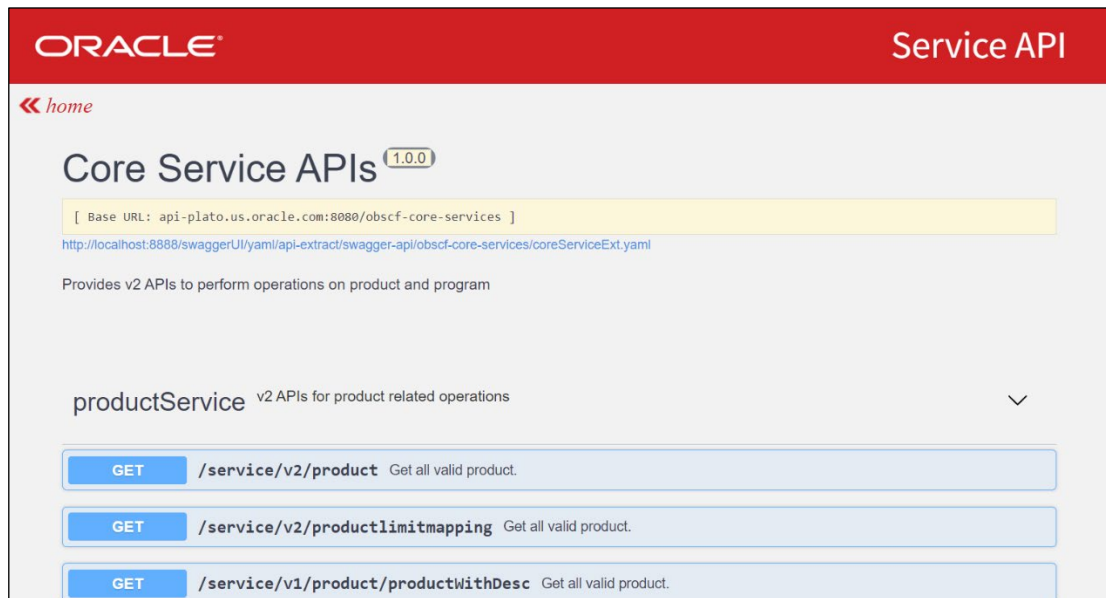 ORACLE®
Service API
home
Core Service APIs 1.0.0
[ Base URL: api-plato.us.oracle.com:8080/obscf-core-services ]
http://localhost:8888/swaggerUI/yaml/api-extract/swagger-api/obscf-core-services/coreServiceExt.yaml
Provides v2 APIs to perform operations on product and program
productService v2 APIs for product related operations
GET /service/v2/product Get all valid product.
GET /service/v2/productlimitmapping Get all valid product.
GET /service/v1/product/productWithDesc Get all valid product.